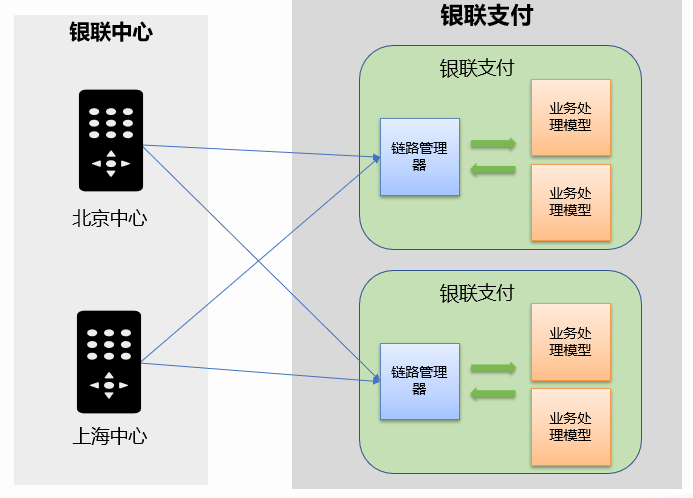 银联中心
银联支付
银联支付
链路管理
器
业务处
理模型
业务处
理模型
北京中心
银联支付
链路管理
器
业务处
理模型
业务处
理模型
上海中心